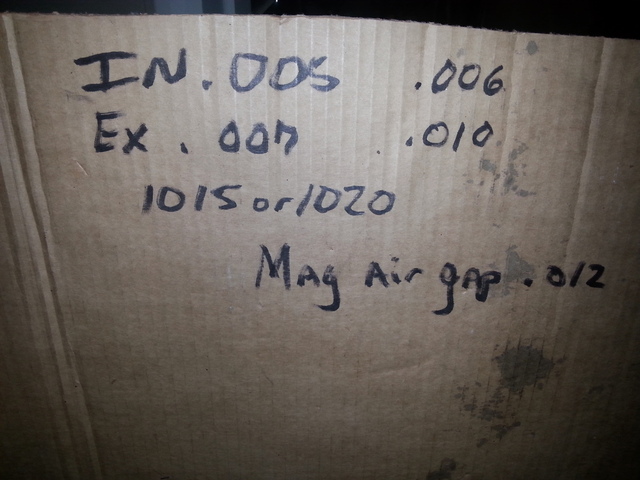 IN .005 .006
Ex .007 .010
1015 or 1020
Mag Air gap .012